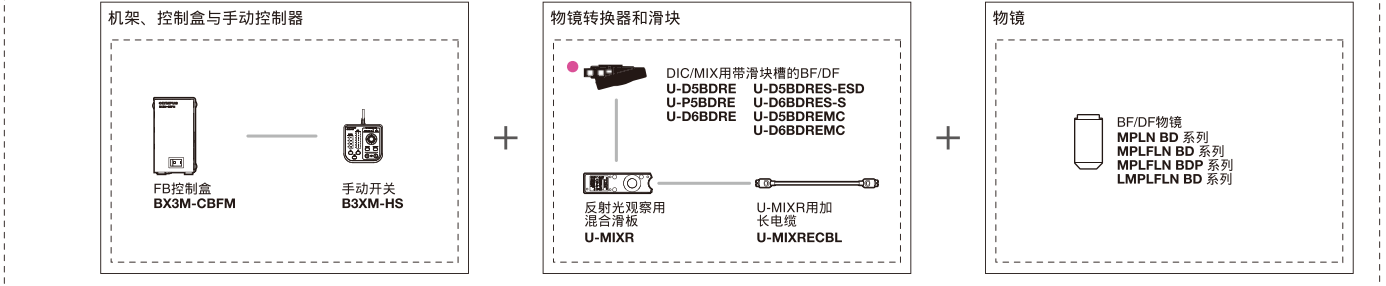 机架、控制盒与手动控制器
FB控制盒
BX3M-CBFM
手动开关
B3XM-HS
+
物镜转换器和滑块
DIC/MIX用带滑块槽的BF/DF
U-D5BDRE U-D5BDRES-ESD
U-P5BDRE U-D6BDRES-S
U-D6BDRE U-D5BDREMC
U-D6BDREMC
反射光观察用
混合滑板
U-MIXR
U-MIXR用加
长电缆
U-MIXRECBL
+
物镜
BF/DF物镜
MPLN BD 系列
MPLFLN BD 系列
MPLFLN BDP 系列
LMPLFLN BD 系列